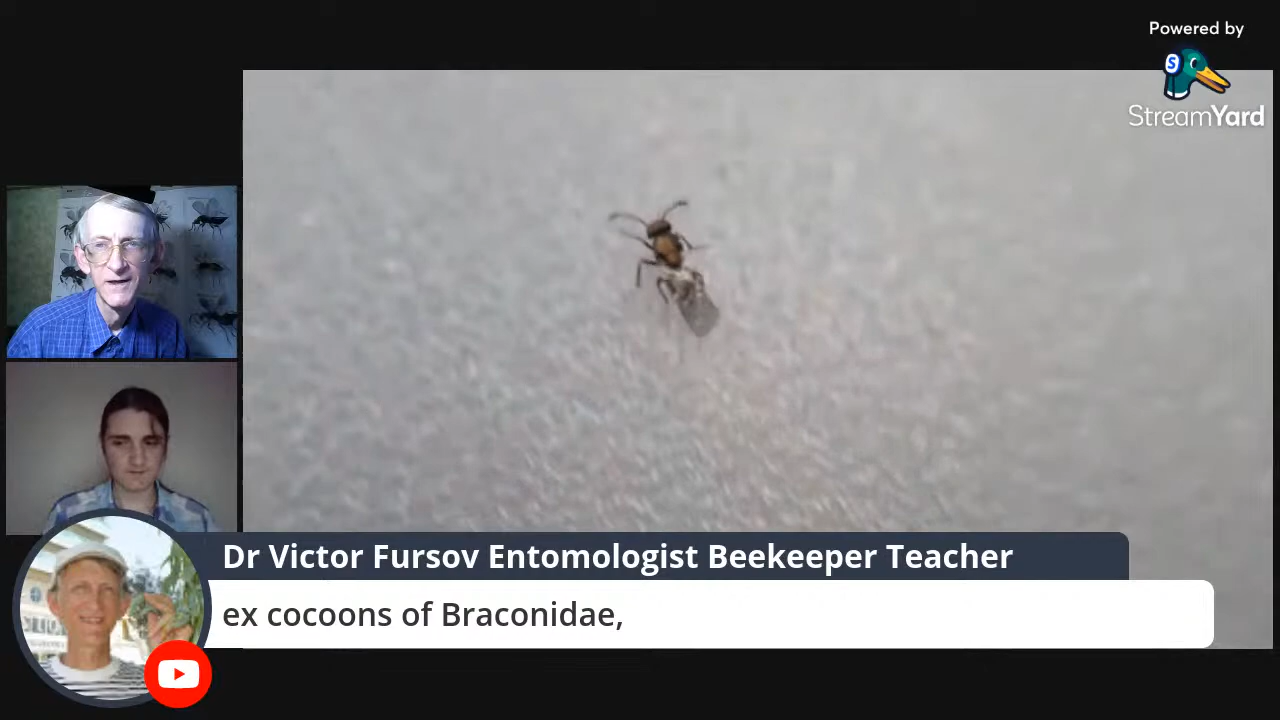 Powered by
S
StreamYard
Dr Victor Fursov Entomologist Beekeeper Teacher
ex cocoons of Braconidae,